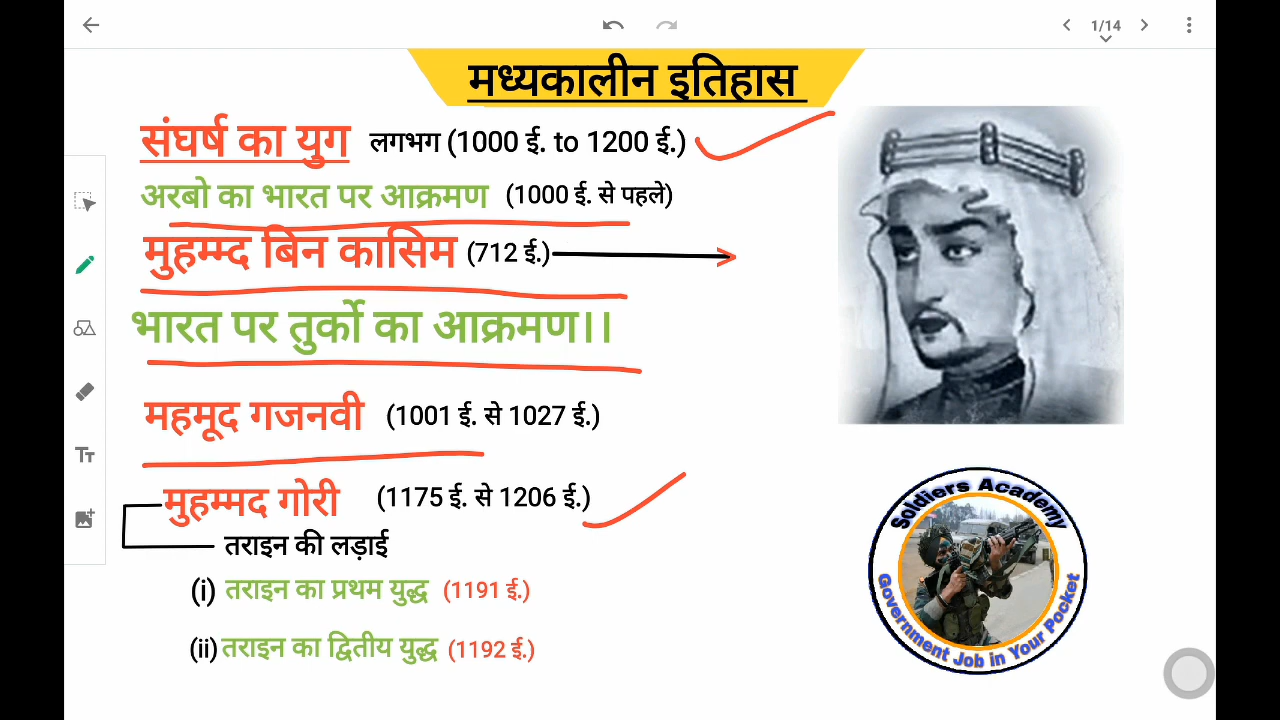 1/14
मध्यकालीन इतिहास
संघर्ष का युग लगभग (1000 ई. to 1200 ई.)
अरबो का भारत पर आक्रमण (1000 ई. से पहले)
मुहम्म्द बिन कासिम (712 ई.)
भारत पर तुर्को का आक्रमण।।
महमूद गजनवी (1001 ई. से 1027 ई.)
मुहम्मद गोरी (1175 ई. से 1206 ई.)
तराइन की लड़ाई
(i) तराइन का प्रथम युद्ध (1191 ई.)
(ii) तराइन का द्वितीय युद्ध (1192 ई.)
Soldiers Academy
Government Job in Your Pocket
TT